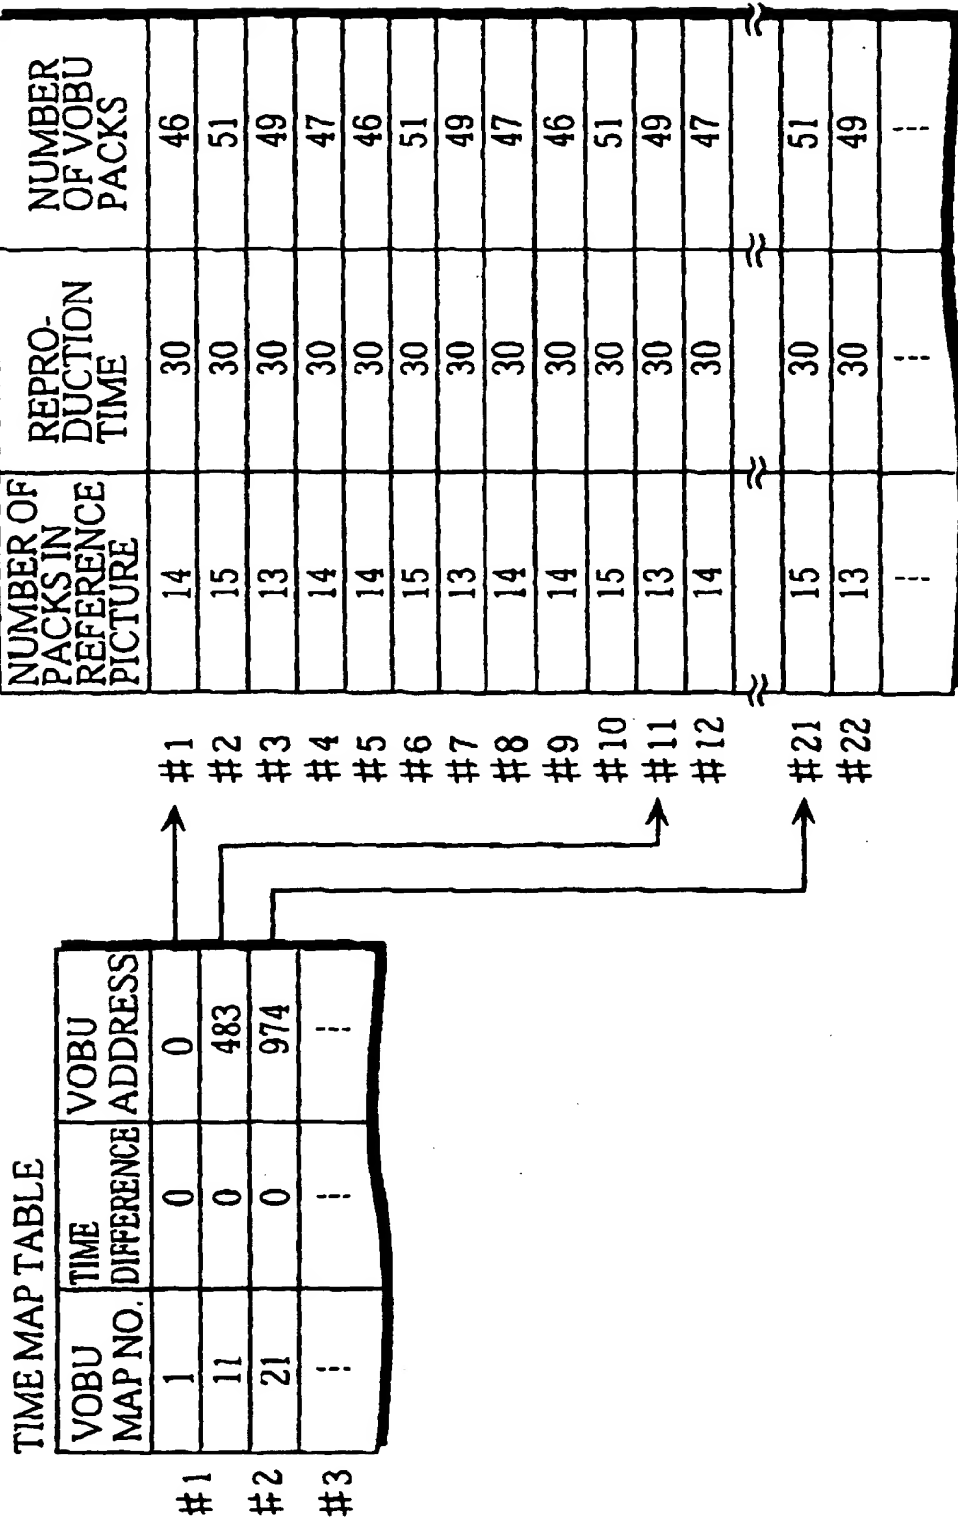 TIME MAP TABLE
VOBU MAP NO. TIME DIFFERENCE VOBU ADDRESS
#1 1 0 0
#2 11 0 483
#3 21 0 974
--- --- ---
NUMBER OF PACKS IN REFERENCE PICTURE REPRO-DUCTION TIME NUMBER OF VOBU PACKS
#1 14 30 46
#2 15 30 51
#3 13 30 49
#4 14 30 47
#5 14 30 46
#6 15 30 51
#7 13 30 49
#8 14 30 47
#9 14 30 46
#10 15 30 51
#11 13 30 49
#12 14 30 47
#21 15 30 51
#22 13 30 49
--- --- ---